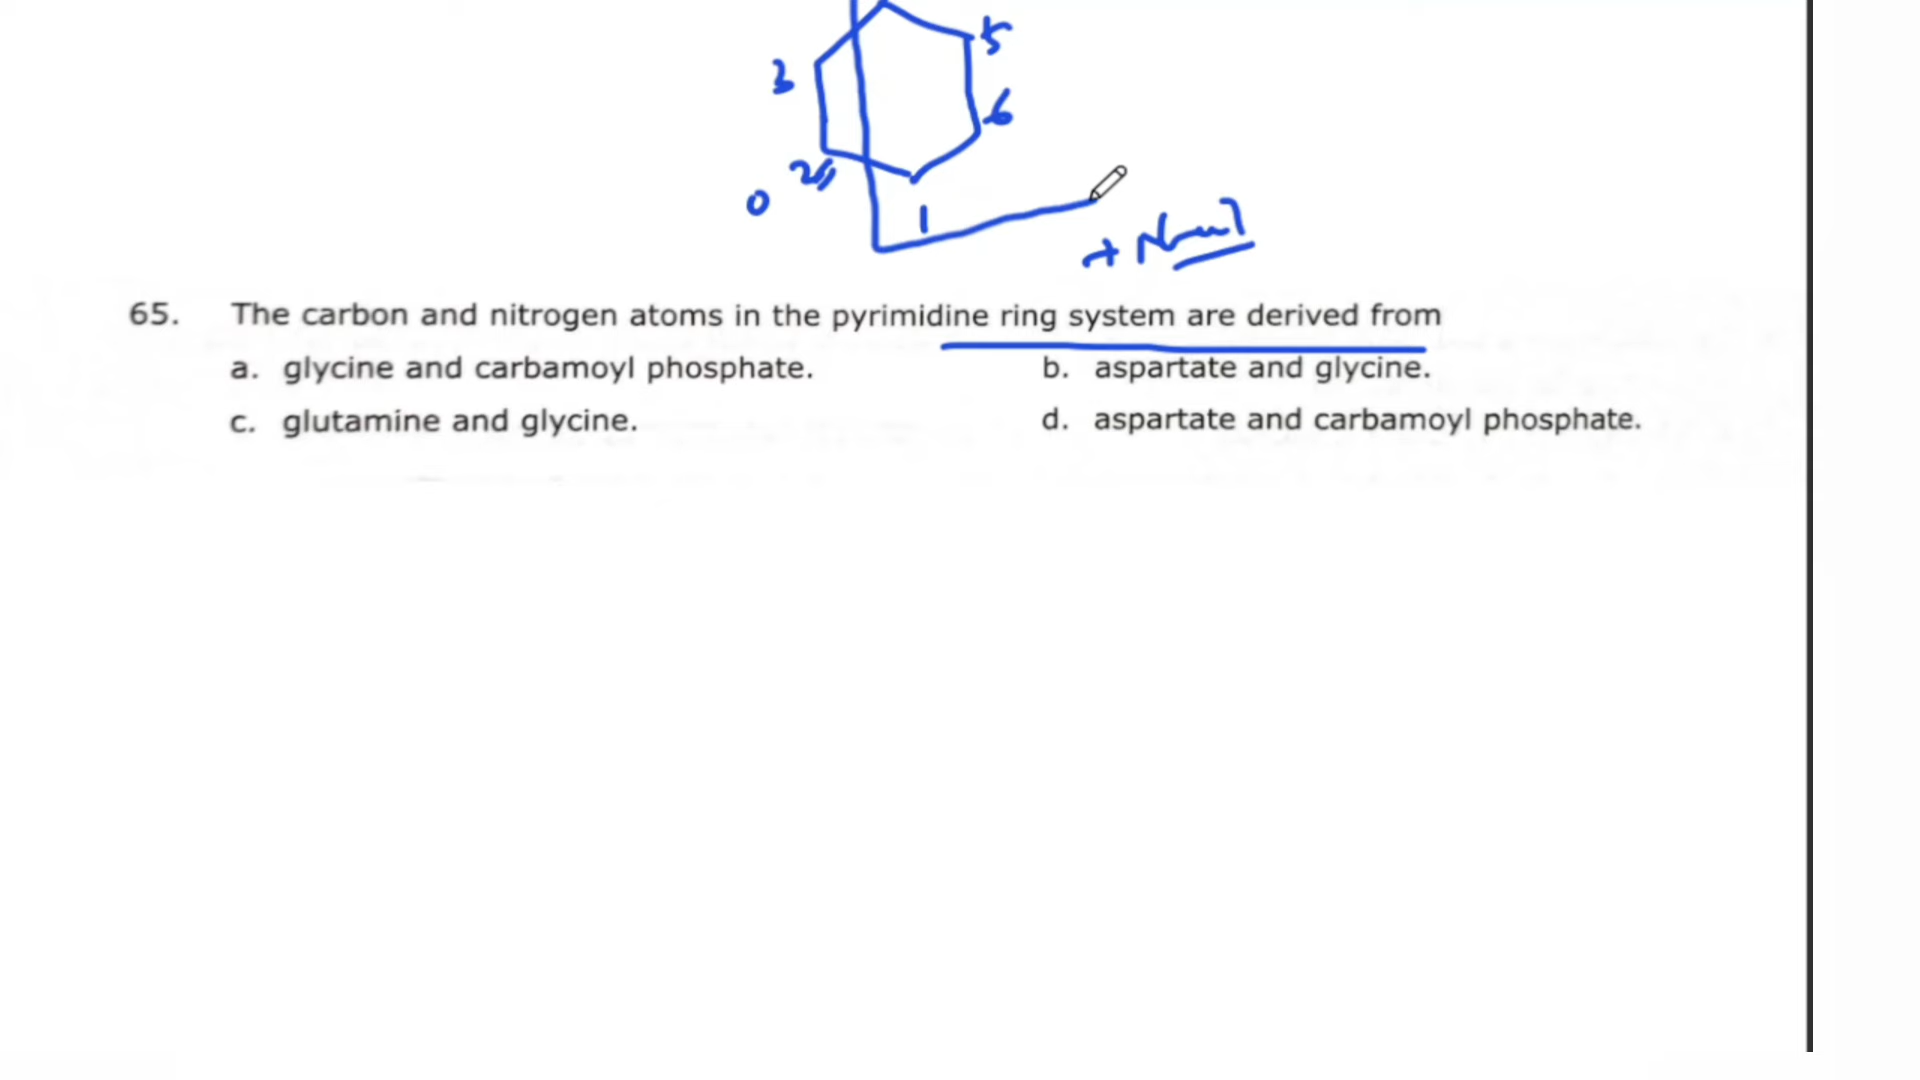 5
3
6
2
0
1
+
65. The carbon and nitrogen atoms in the pyrimidine ring system are derived from
a. glycine and carbamoyl phosphate. b. aspartate and glycine.
c. glutamine and glycine. d. aspartate and carbamoyl phosphate.